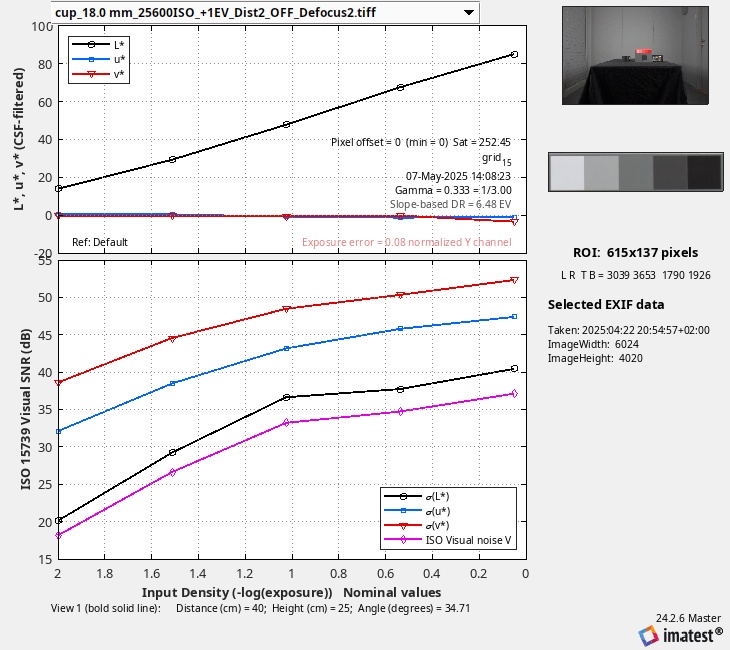 cup_18.0 mm_25600ISO_+1EV_Dist2_OFF_Defocus2.tiff
100
80
60
40
20
0
-20
L*, u*, v* (CSF-filtered)
L*
u*
v*
Pixel offset = 0 (min = 0) Sat = 252.45
grid15
07-May-2025 14:08:23
Gamma = 0.333 = 1/3.00
Slope-based DR = 6.48 EV
Ref: Default
Exposure error = 0.08 normalized Y channel
55
50
45
40
35
30
25
20
15
ISO 15739 Visual SNR (dB)
σ(L*)
σ(u*)
σ(v*)
ISO Visual noise V
2 1.8 1.6 1.4 1.2 1 0.8 0.6 0.4 0.2 0
Input Density (-log(exposure)) Nominal values
View 1 (bold solid line): Distance (cm) = 40; Height (cm) = 25; Angle (degrees) = 34.71
ROI: 615x137 pixels
L R T B = 3039 3653 1790 1926
Selected EXIF data
Taken: 2025:04:22 20:54:57+02:00
ImageWidth: 6024
ImageHeight: 4020
24.2.6 Master
imatest®